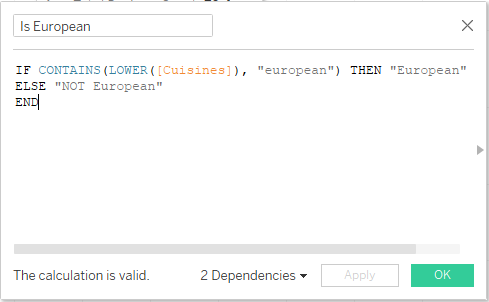 Is European
IF CONTAINS(LOWER([Cuisines]), "european") THEN "European"
ELSE "NOT European"
END
The calculation is valid.
2 Dependencies
Apply
OK